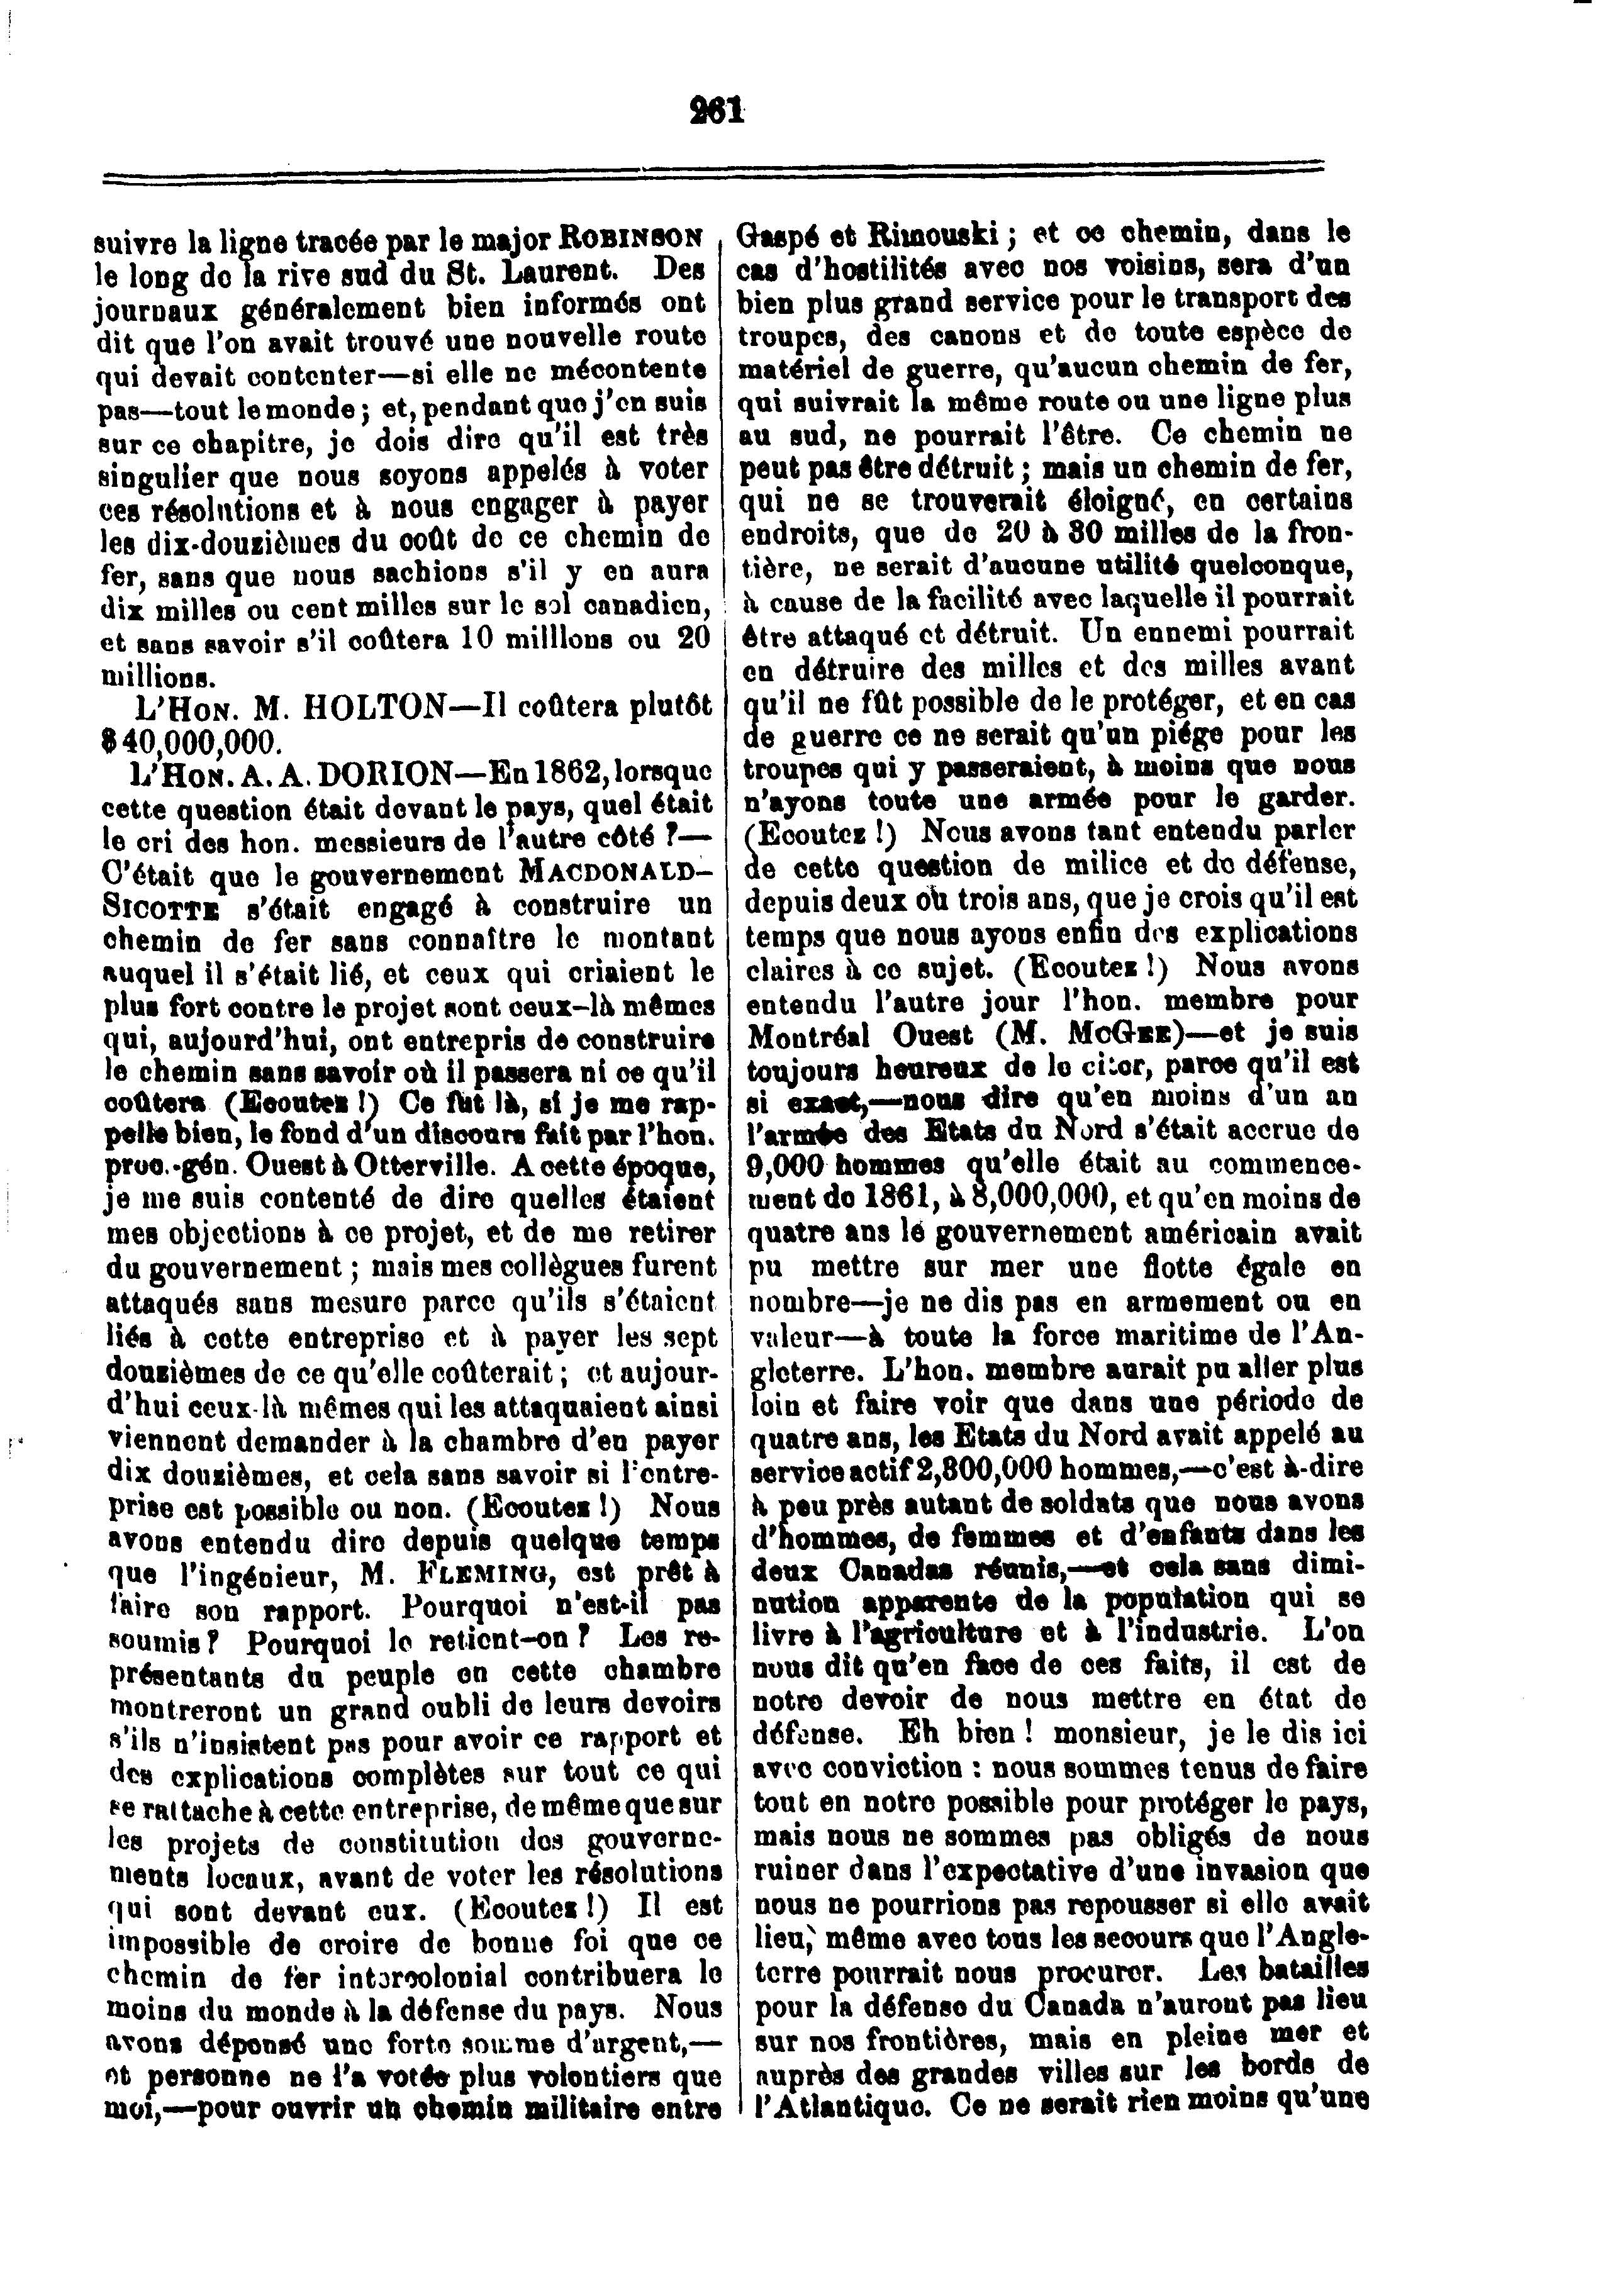 261
suivre la ligne tracée par le major ROBINSON
le long de la rive sud du St. Laurent. Des
journaux généralement bien informés ont
dit que l'on avait trouvé une nouvelle route
qui devait contenter—si elle ne mécontente
pas—tout le monde ; et, pendant que j'en suis
sur ce chapitre, je dois dire qu'il est très
singulier que nous soyons appelés à voter
ces résolutions et à nous engager à payer
les dix-douzièmes du coût de ce chemin de
fer, sans que nous sachions s'il y en aura
dix milles ou cent milles sur le sol canadien,
et sans savoir s'il coûtera 10 millions ou 20
millions.
L'HON. M. HOLTON—Il coûtera plutôt
$40,000,000.
L'HON. A. A. DORION—En 1862, lorsque
cette question était devant le pays, quel était
le cri des hon. messieurs de l'autre côté ?—
C'était que le gouvernement MACDONALD-
SICOTTE s'était engagé à construire un
chemin de fer sans connaître le montant
auquel il s'était lié, et ceux qui criaient le
plus fort contre le projet sont ceux-là mêmes
qui, aujourd'hui, ont entrepris de construire
le chemin sans savoir où il passera ni ce qu'il
coûtera (Ecoutez !) Ce fut là, si je me rap-
pelle bien, le fond d'un discours fait par l'hon.
proc.-gén. Ouest à Otterville. A cette époque,
je me suis contenté de dire quelles étaient
mes objections à ce projet, et de me retirer
du gouvernement ; mais mes collègues furent
attaqués sans mesure parce qu'ils s'étaient
liés à cette entreprise et à payer les sept
douzièmes de ce qu'elle coûterait ; et aujour-
d'hui ceux-là mêmes qui les attaquaient ainsi
viennent demander à la chambre d'en payer
dix douzièmes, et cela sans savoir si l'entre-
prise est possible ou non. (Ecoutez !) Nous
avons entendu dire depuis quelque temps
que l'ingénieur, M. FLEMING, est prêt à
faire son rapport. Pourquoi n'est-il pas
soumis ? Pourquoi le retient-on ? Les re-
présentants du peuple en cette chambre
montreront un grand oubli de leurs devoirs
s'ils n'insistent pas pour avoir ce rapport et
des explications complètes sur tout ce qui
se rattache à cette entreprise, de même que sur
les projets de constitution des gouverne-
ments locaux, avant de voter les résolutions
qui sont devant eux. (Ecoutez !) Il est
impossible de croire de bonne foi que ce
chemin de fer intercolonial contribuera le
moins du monde à la défense du pays. Nous
avons dépensé une forte somme d'argent,—
et personne ne l'a votée plus volontiers que
moi,—pour ouvrir un chemin militaire entre
Gaspé et Rimouski ; et ce chemin, dans le
cas d'hostilités avec nos voisins, sera d'un
bien plus grand service pour le transport des
troupes, des canons et de toute espèce de
matériel de guerre, qu'aucun chemin de fer,
qui suivrait la même route ou une ligne plus
au sud, ne pourrait l'être. Ce chemin ne
peut pas être détruit ; mais un chemin de fer,
qui ne se trouverait éloigné, en certains
endroits, que de 20 à 30 milles de la fron-
tière, ne serait d'aucune utilité quelconque,
à cause de la facilité avec laquelle il pourrait
être attaqué et détruit. Un ennemi pourrait
en détruire des milles et des milles avant
qu'il ne fût possible de le protéger, et en cas
de guerre ce ne serait qu'un piége pour les
troupes qui y passeraient, à moins que nous
n'ayons toute une armée pour le garder.
(Ecoutez !) Nous avons tant entendu parler
de cette question de milice et de défense,
depuis deux ou trois ans, que je crois qu'il est
temps que nous ayons enfin des explications
claires à ce sujet. (Ecoutez !) Nous avons
entendu l'autre jour l'hon. membre pour
Montréal Ouest (M. MCGEE)—et je suis
toujours heureux de le citer, parce qu'il est
si exact,—nous dire qu'en moins d'un an
l'armée des Etats du Nord s'était accrue de
9,000 hommes qu'elle était au commence-
ment de 1861, à 8,000,000, et qu'en moins de
quatre ans le gouvernement américain avait
pu mettre sur mer une flotte égale en
nombre—je ne dis pas en armement ou en
valeur—à toute la force maritime de l'An-
gleterre. L'hon. membre aurait pu aller plus
loin et faire voir que dans une période de
quatre ans, les Etats du Nord avait appelé au
service actif 2,800,000 hommes,—c'est à-dire
à peu près autant de soldats que nous avons
d'hommes, de femmes et d'enfants dans les
deux Canadas réunis,—et cela sans dimi-
nution apparente de la population qui se
livre à l'agriculture et à l'industrie. L'on
nous dit qu'en face de ces faits, il est de
notre devoir de nous mettre en état de
défense. Eh bien ! monsieur, je le dis ici
avec conviction : nous sommes tenus de faire
tout en notre possible pour protéger le pays,
mais nous ne sommes pas obligés de nous
ruiner dans l'expectative d'une invasion que
nous ne pourrions pas repousser si elle avait
lieu, même avec tous les secours que l'Angle-
terre pourrait nous procurer. Les batailles
pour la défense du Canada n'auront pas lieu
sur nos frontières, mais en pleine mer et
auprès des grandes villes sur les bords de
l'Atlantique. Ce ne serait rien moins qu'une